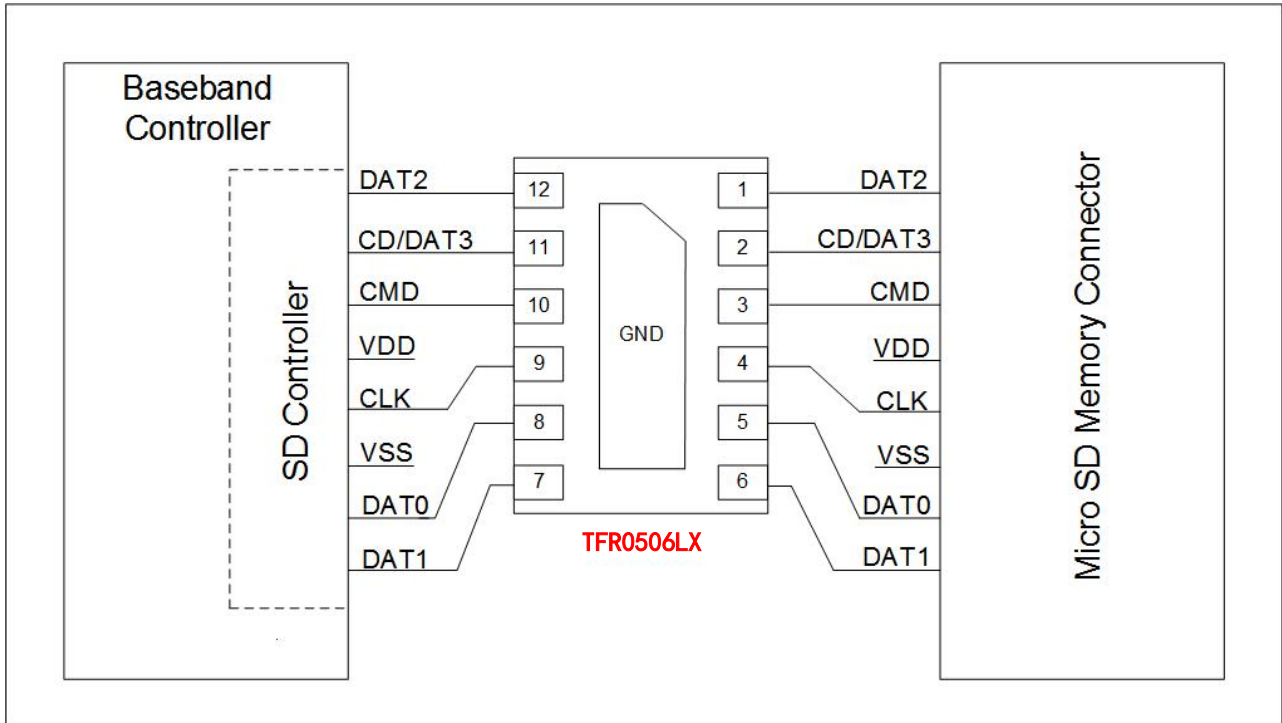 Baseband
Controller
SD Controller
DAT2
CD/DAT3
CMD
VDD
CLK
VSS
DAT0
DAT1
12
11
10
9
8
7
GND
1
2
3
4
5
6
TFR0506LX
DAT2
CD/DAT3
CMD
VDD
CLK
VSS
DAT0
DAT1
Micro SD Memory Connector